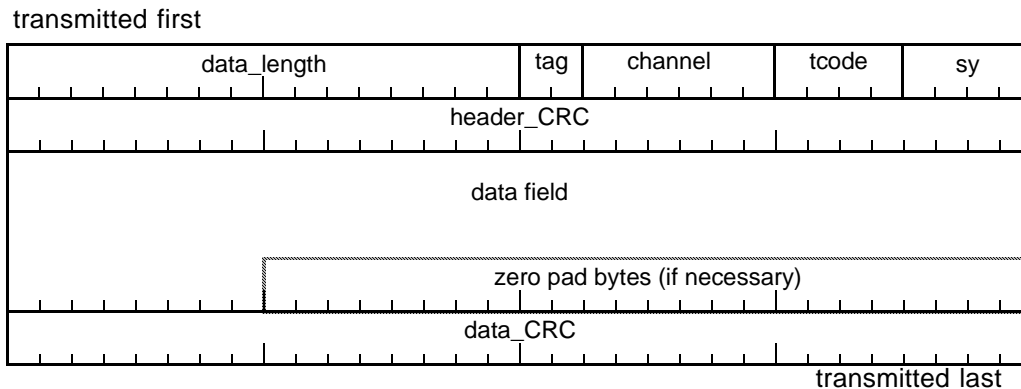 transmitted first
data_length tag channel tcode sy
header_CRC
data field
zero pad bytes (if necessary)
data_CRC
transmitted last